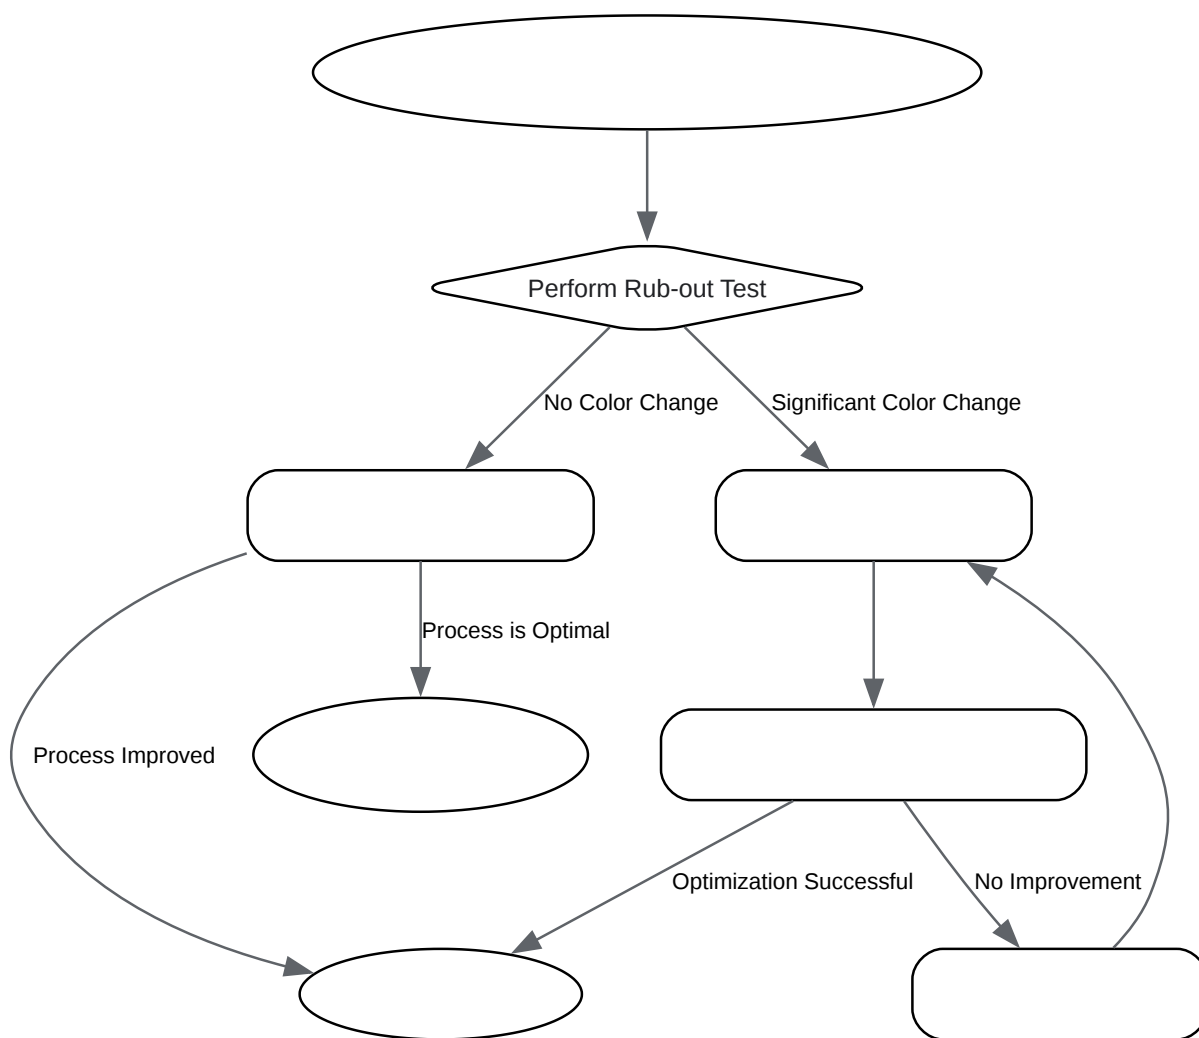 Perform Rub-out Test
No Color Change
Significant Color Change
Process is Optimal
Process Improved
Optimization Successful
No Improvement